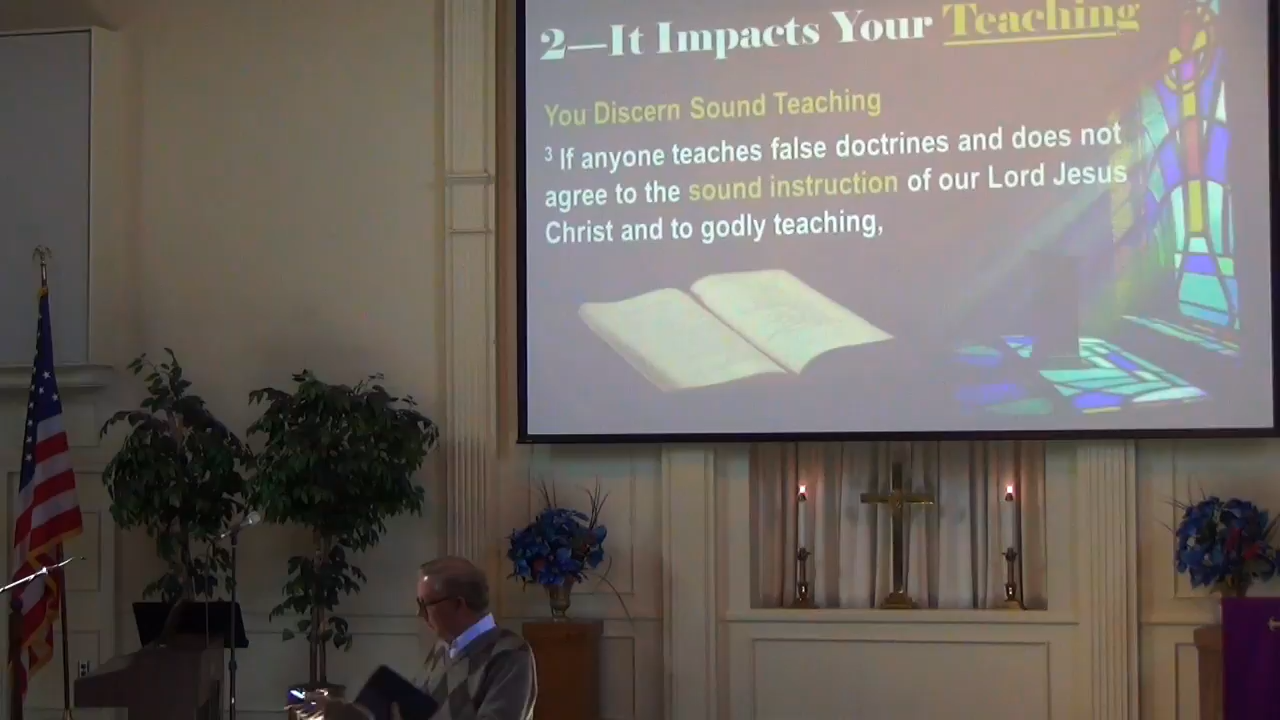 2—It Impacts Your Teaching
You Discern Sound Teaching
3 If anyone teaches false doctrines and does not
agree to the sound instruction of our Lord Jesus
Christ and to godly teaching,